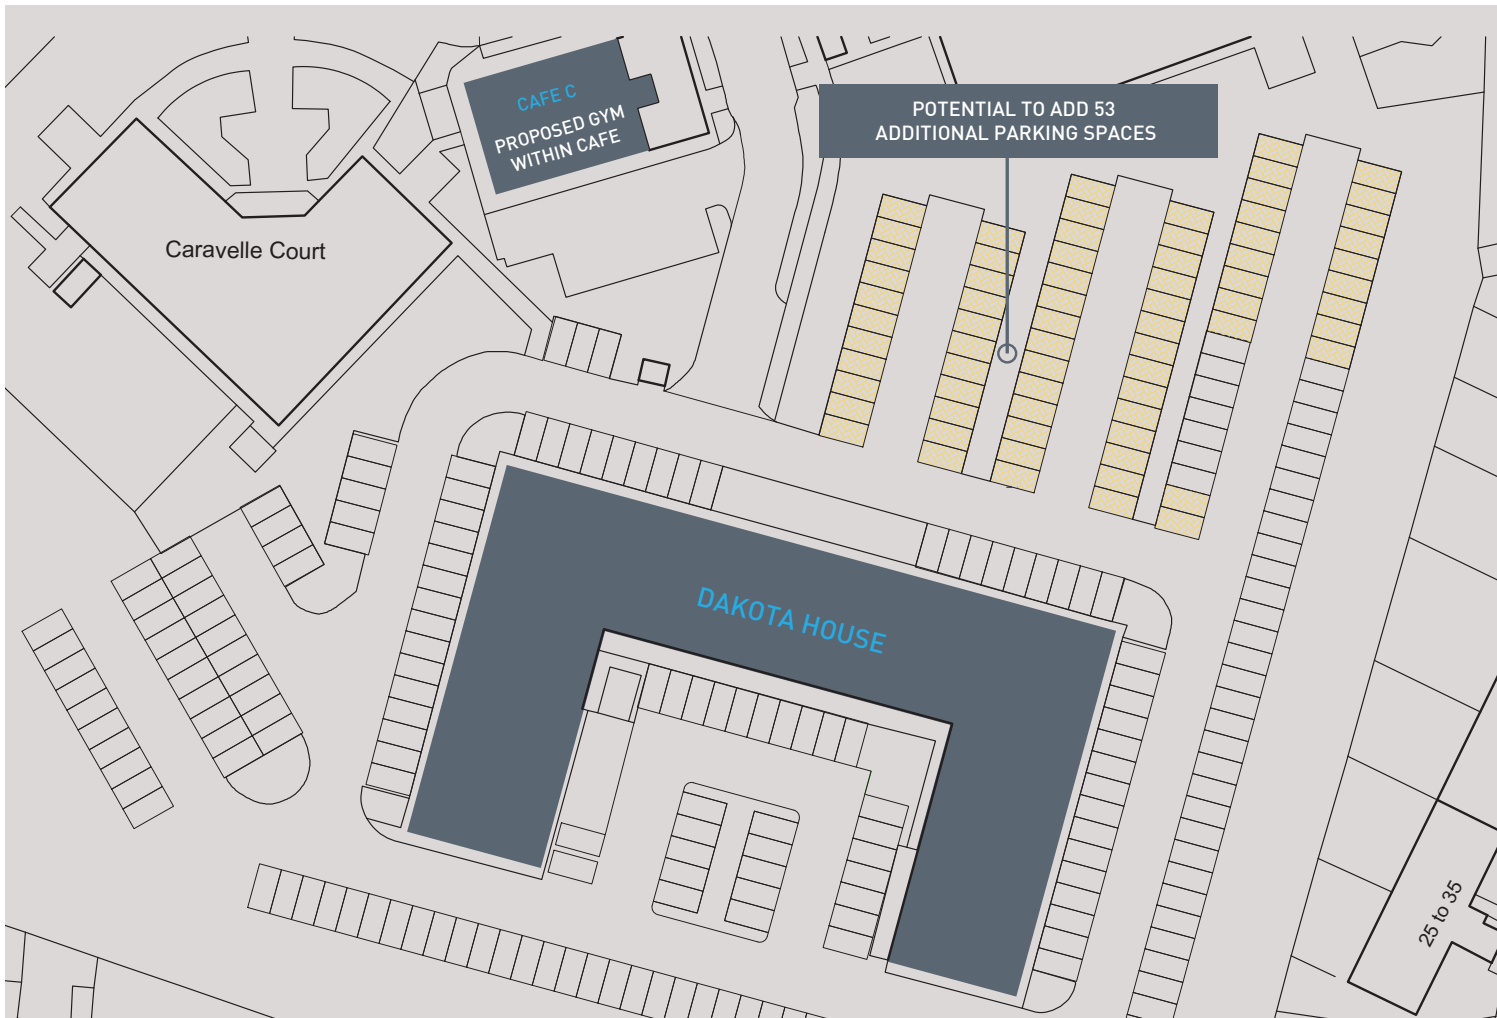 CAFE C
PROPOSED GYM
WITHIN CAFE
POTENTIAL TO ADD 53
ADDITIONAL PARKING SPACES
Caravelle Court
DAKOTA HOUSE
25 to 35